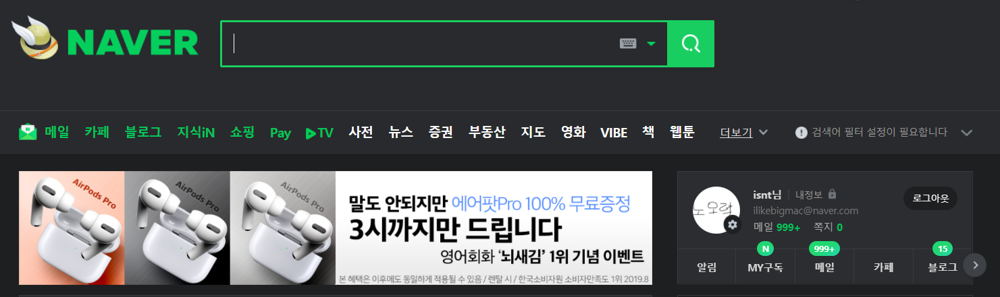 NAVER
메일 카페 블로그 지식iN 쇼핑 Pay TV 사전 뉴스 증권 부동산 지도 영화 VIBE 책 웹툰 더보기 검색어 필터 설정이 필요합니다
AirPods Pro AirPods Pro AirPods Pro
말도 안되지만 에어팟Pro 100% 무료증정
3시까지만 드립니다
영어회화 ‘뇌새김’ 1위 기념 이벤트
본 혜택은 이후에도 동일하게 적용될 수 있음 / 렌탈 시 / 한국소비자원 소비자만족도 1위 2019.8
노우락
isnt님 내정보 로그아웃
ilikebigmac@naver.com
메일 999+ 쪽지 0
N 999+ 15
알림 MY구독 메일 카페 블로그